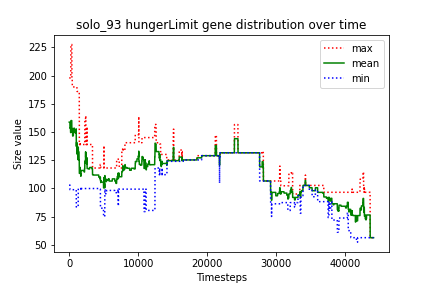 solo_93 hungerLimit gene distribution over time
max
mean
min
Size value
225
200
175
150
125
100
75
50
0
10000
20000
30000
40000
Timesteps